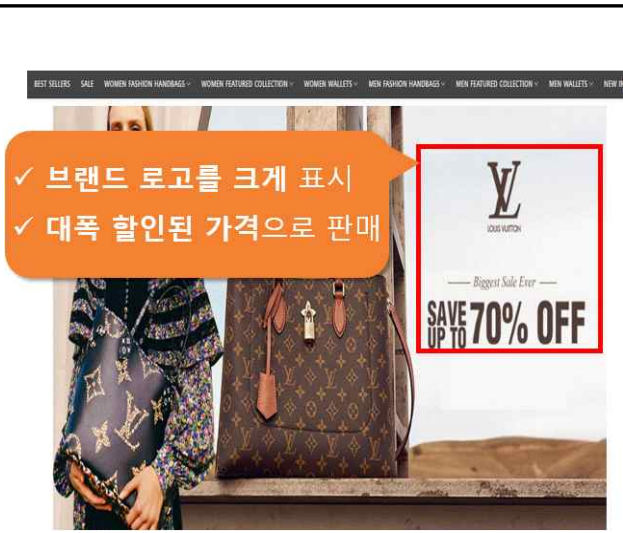 BEST SELLERS SALE WOMEN FASHION HANDBAGS WOMEN FEATURED COLLECTION WOMEN WALLETS MEN FASHION HANDBAGS MEN FEATURED COLLECTION MEN WALLETS NEW IN
✓ 브랜드 로고를 크게 표시
✓ 대폭 할인된 가격으로 판매
LV
LOUIS VUITTON
Biggest Sale Ever
SAVE UP TO 70% OFF